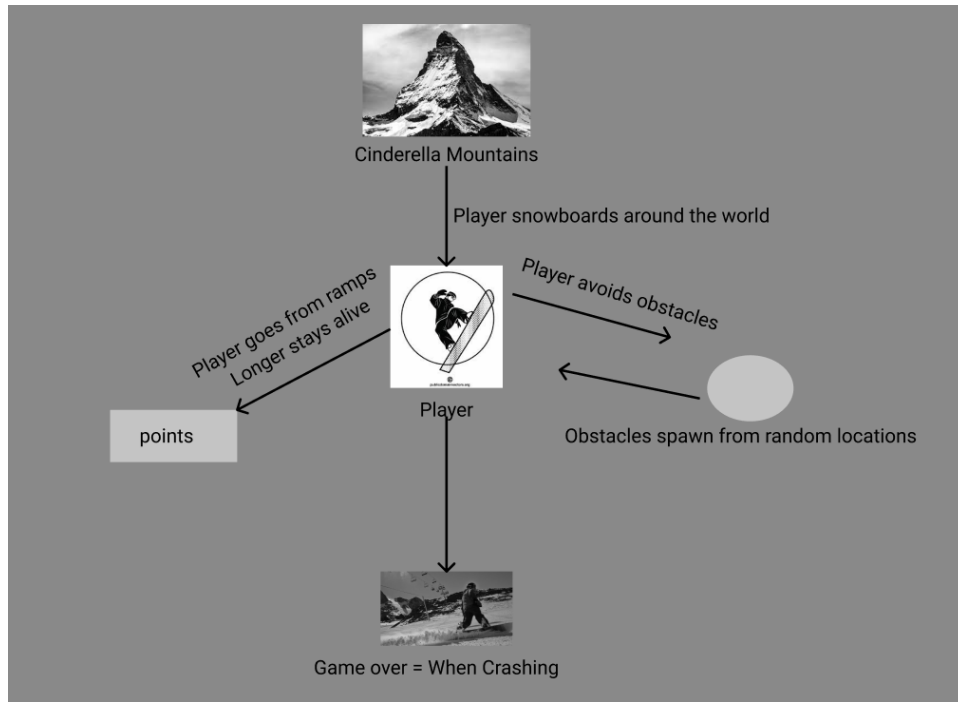 Cinderella Mountains
Player snowboards around the world
Player goes from ramps
Longer stays alive
Player avoids obstacles
points
Player
Obstacles spawn from random locations
Game over = When Crashing